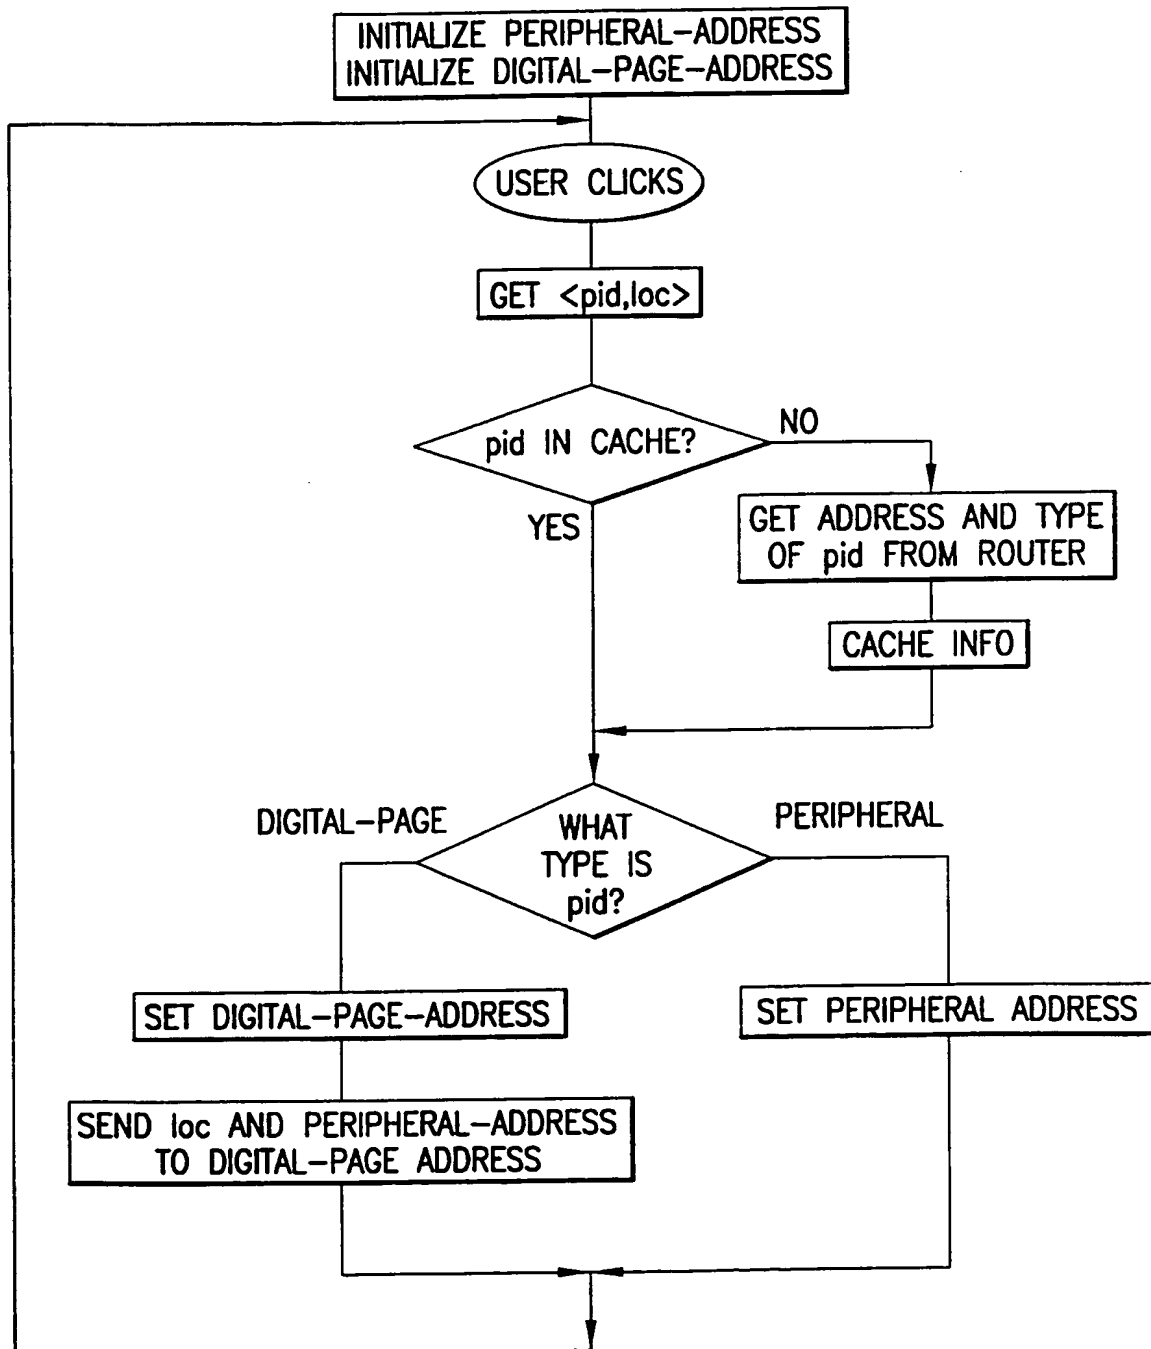 INITIALIZE PERIPHERAL-ADDRESS
INITIALIZE DIGITAL-PAGE-ADDRESS
USER CLICKS
GET <pid,loc>
pid IN CACHE?
NO
YES
GET ADDRESS AND TYPE
OF pid FROM ROUTER
CACHE INFO
DIGITAL-PAGE
WHAT
TYPE IS
pid?
PERIPHERAL
SET DIGITAL-PAGE-ADDRESS
SET PERIPHERAL ADDRESS
SEND loc AND PERIPHERAL-ADDRESS
TO DIGITAL-PAGE ADDRESS